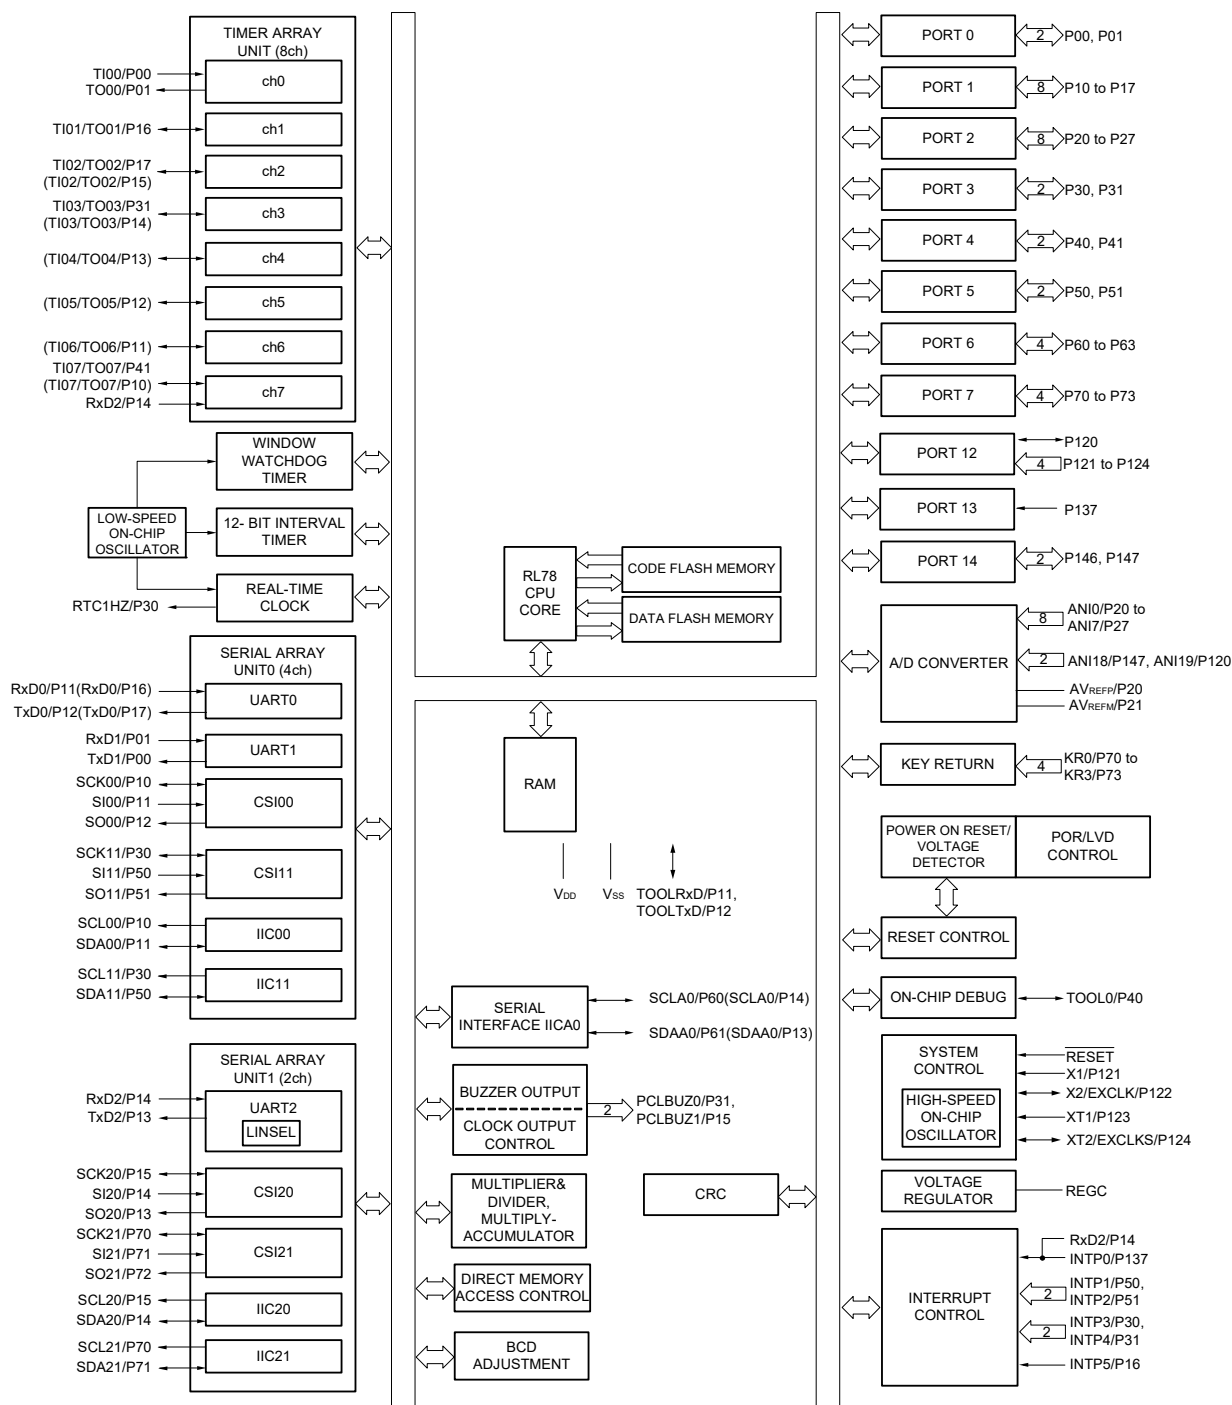 TIMER ARRAY
UNIT (8ch)
TI00/P00
TO00/P01
ch0
TI01/TO01/P16
ch1
TI02/TO02/P17
(TI02/TO02/P15)
ch2
TI03/TO03/P31
(TI03/TO03/P14)
ch3
(TI04/TO04/P13)
ch4
(TI05/TO05/P12)
ch5
(TI06/TO06/P11)
ch6
TI07/TO07/P41
(TI07/TO07/P10)
RxD2/P14
ch7
WINDOW
WATCHDOG
TIMER
LOW-SPEED
ON-CHIP
OSCILLATOR
12- BIT INTERVAL
TIMER
REAL-TIME
CLOCK
RTC1HZ/P30
SERIAL ARRAY
UNIT0 (4ch)
RxD0/P11(RxD0/P16)
TxD0/P12(TxD0/P17)
UART0
RxD1/P01
TxD1/P00
UART1
SCK00/P10
SI00/P11
SO00/P12
CSI00
SCK11/P30
SI11/P50
SO11/P51
CSI11
SCL00/P10
SDA00/P11
IIC00
SCL11/P30
SDA11/P50
IIC11
SERIAL ARRAY
UNIT1 (2ch)
RxD2/P14
TxD2/P13
UART2
LINSEL
SCK20/P15
SI20/P14
SO20/P13
CSI20
SCK21/P70
SI21/P71
SO21/P72
CSI21
SCL20/P15
SDA20/P14
IIC20
SCL21/P70
SDA21/P71
IIC21
RL78
CPU
CORE
CODE FLASH MEMORY
DATA FLASH MEMORY
RAM
VDD
VSS
TOOLRxD/P11,
TOOLTxD/P12
SERIAL
INTERFACE IICA0
SCLA0/P60(SCLA0/P14)
SDAA0/P61(SDAA0/P13)
BUZZER OUTPUT
CLOCK OUTPUT
CONTROL
2
PCLBUZ0/P31,
PCLBUZ1/P15
MULTIPLIER&
DIVIDER,
MULTIPLY-
ACCUMULATOR
CRC
DIRECT MEMORY
ACCESS CONTROL
BCD
ADJUSTMENT
PORT 0
2
P00, P01
PORT 1
8
P10 to P17
PORT 2
8
P20 to P27
PORT 3
2
P30, P31
PORT 4
2
P40, P41
PORT 5
2
P50, P51
PORT 6
4
P60 to P63
PORT 7
4
P70 to P73
PORT 12
P120
4
P121 to P124
PORT 13
P137
PORT 14
2
P146, P147
A/D CONVERTER
8
ANI0/P20 to
ANI7/P27
2
ANI18/P147, ANI19/P120
AVREFP/P20
AVREFM/P21
KEY RETURN
4
KR0/P70 to
KR3/P73
POWER ON RESET/
VOLTAGE
DETECTOR
POR/LVD
CONTROL
RESET CONTROL
ON-CHIP DEBUG
TOOL0/P40
SYSTEM
CONTROL
HIGH-SPEED
ON-CHIP
OSCILLATOR
RESET
X1/P121
X2/EXCLK/P122
XT1/P123
XT2/EXCLKS/P124
VOLTAGE
REGULATOR
REGC
INTERRUPT
CONTROL
RxD2/P14
INTP0/P137
2
INTP1/P50,
INTP2/P51
2
INTP3/P30,
INTP4/P31
INTP5/P16